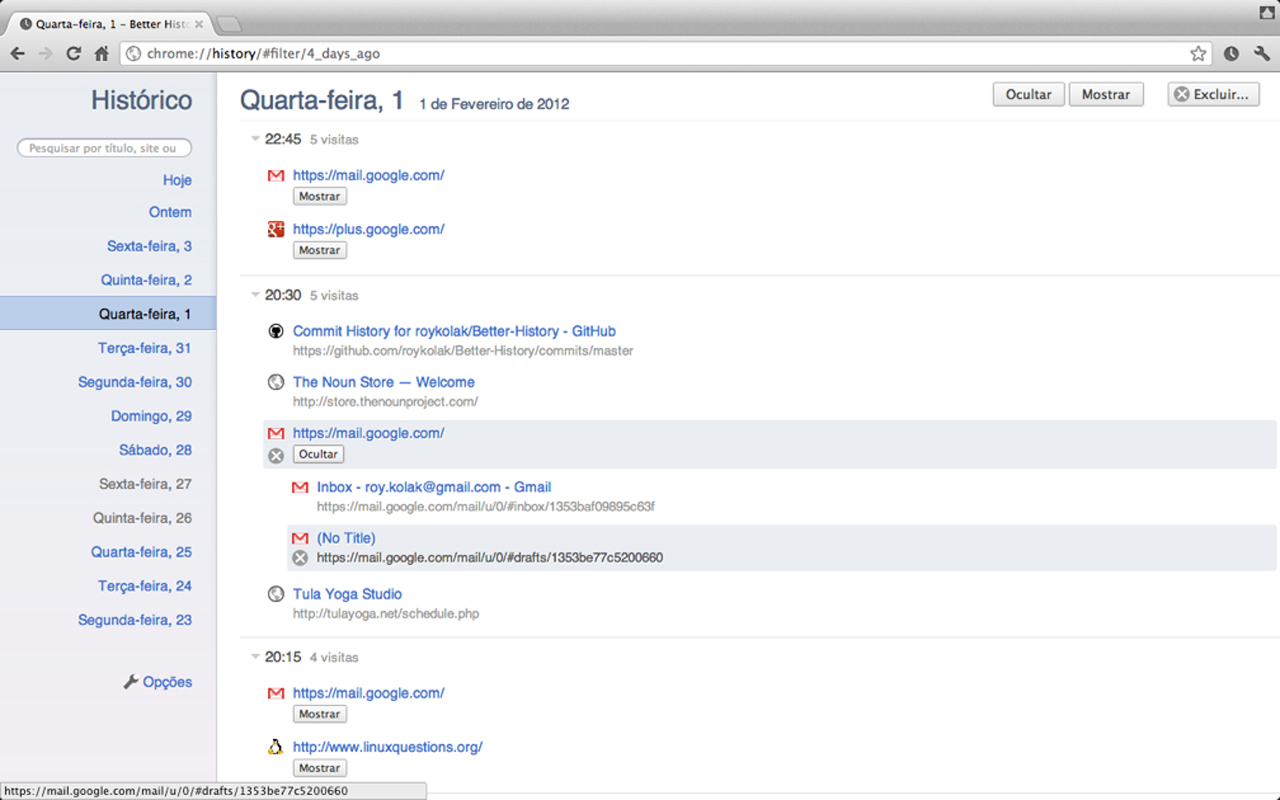 Quarta-feira, 1 - Better Hist
chrome://history/#filter/4_days_ago
Histórico
Pesquisar por título, site ou
Hoje
Ontem
Sexta-feira, 3
Quinta-feira, 2
Quarta-feira, 1
Terça-feira, 31
Segunda-feira, 30
Domingo, 29
Sábado, 28
Sexta-feira, 27
Quinta-feira, 26
Quarta-feira, 25
Terça-feira, 24
Segunda-feira, 23
Opções
Quarta-feira, 1 1 de Fevereiro de 2012
Ocultar Mostrar Excluir...
22:45 5 visitas
https://mail.google.com/
Mostrar
https://plus.google.com/
Mostrar
20:30 5 visitas
Commit History for roykolak/Better-History - GitHub
https://github.com/roykolak/Better-History/commits/master
The Noun Store — Welcome
http://store.thenounproject.com/
https://mail.google.com/
Ocultar
Inbox - roy.kolak@gmail.com - Gmail
https://mail.google.com/mail/u/0/#inbox/1353baf09895c63f
(No Title)
https://mail.google.com/mail/u/0/#drafts/1353be77c5200660
Tula Yoga Studio
http://tulayoga.net/schedule.php
20:15 4 visitas
https://mail.google.com/
Mostrar
http://www.linuxquestions.org/
Mostrar
https://mail.google.com/mail/u/0/#drafts/1353be77c5200660